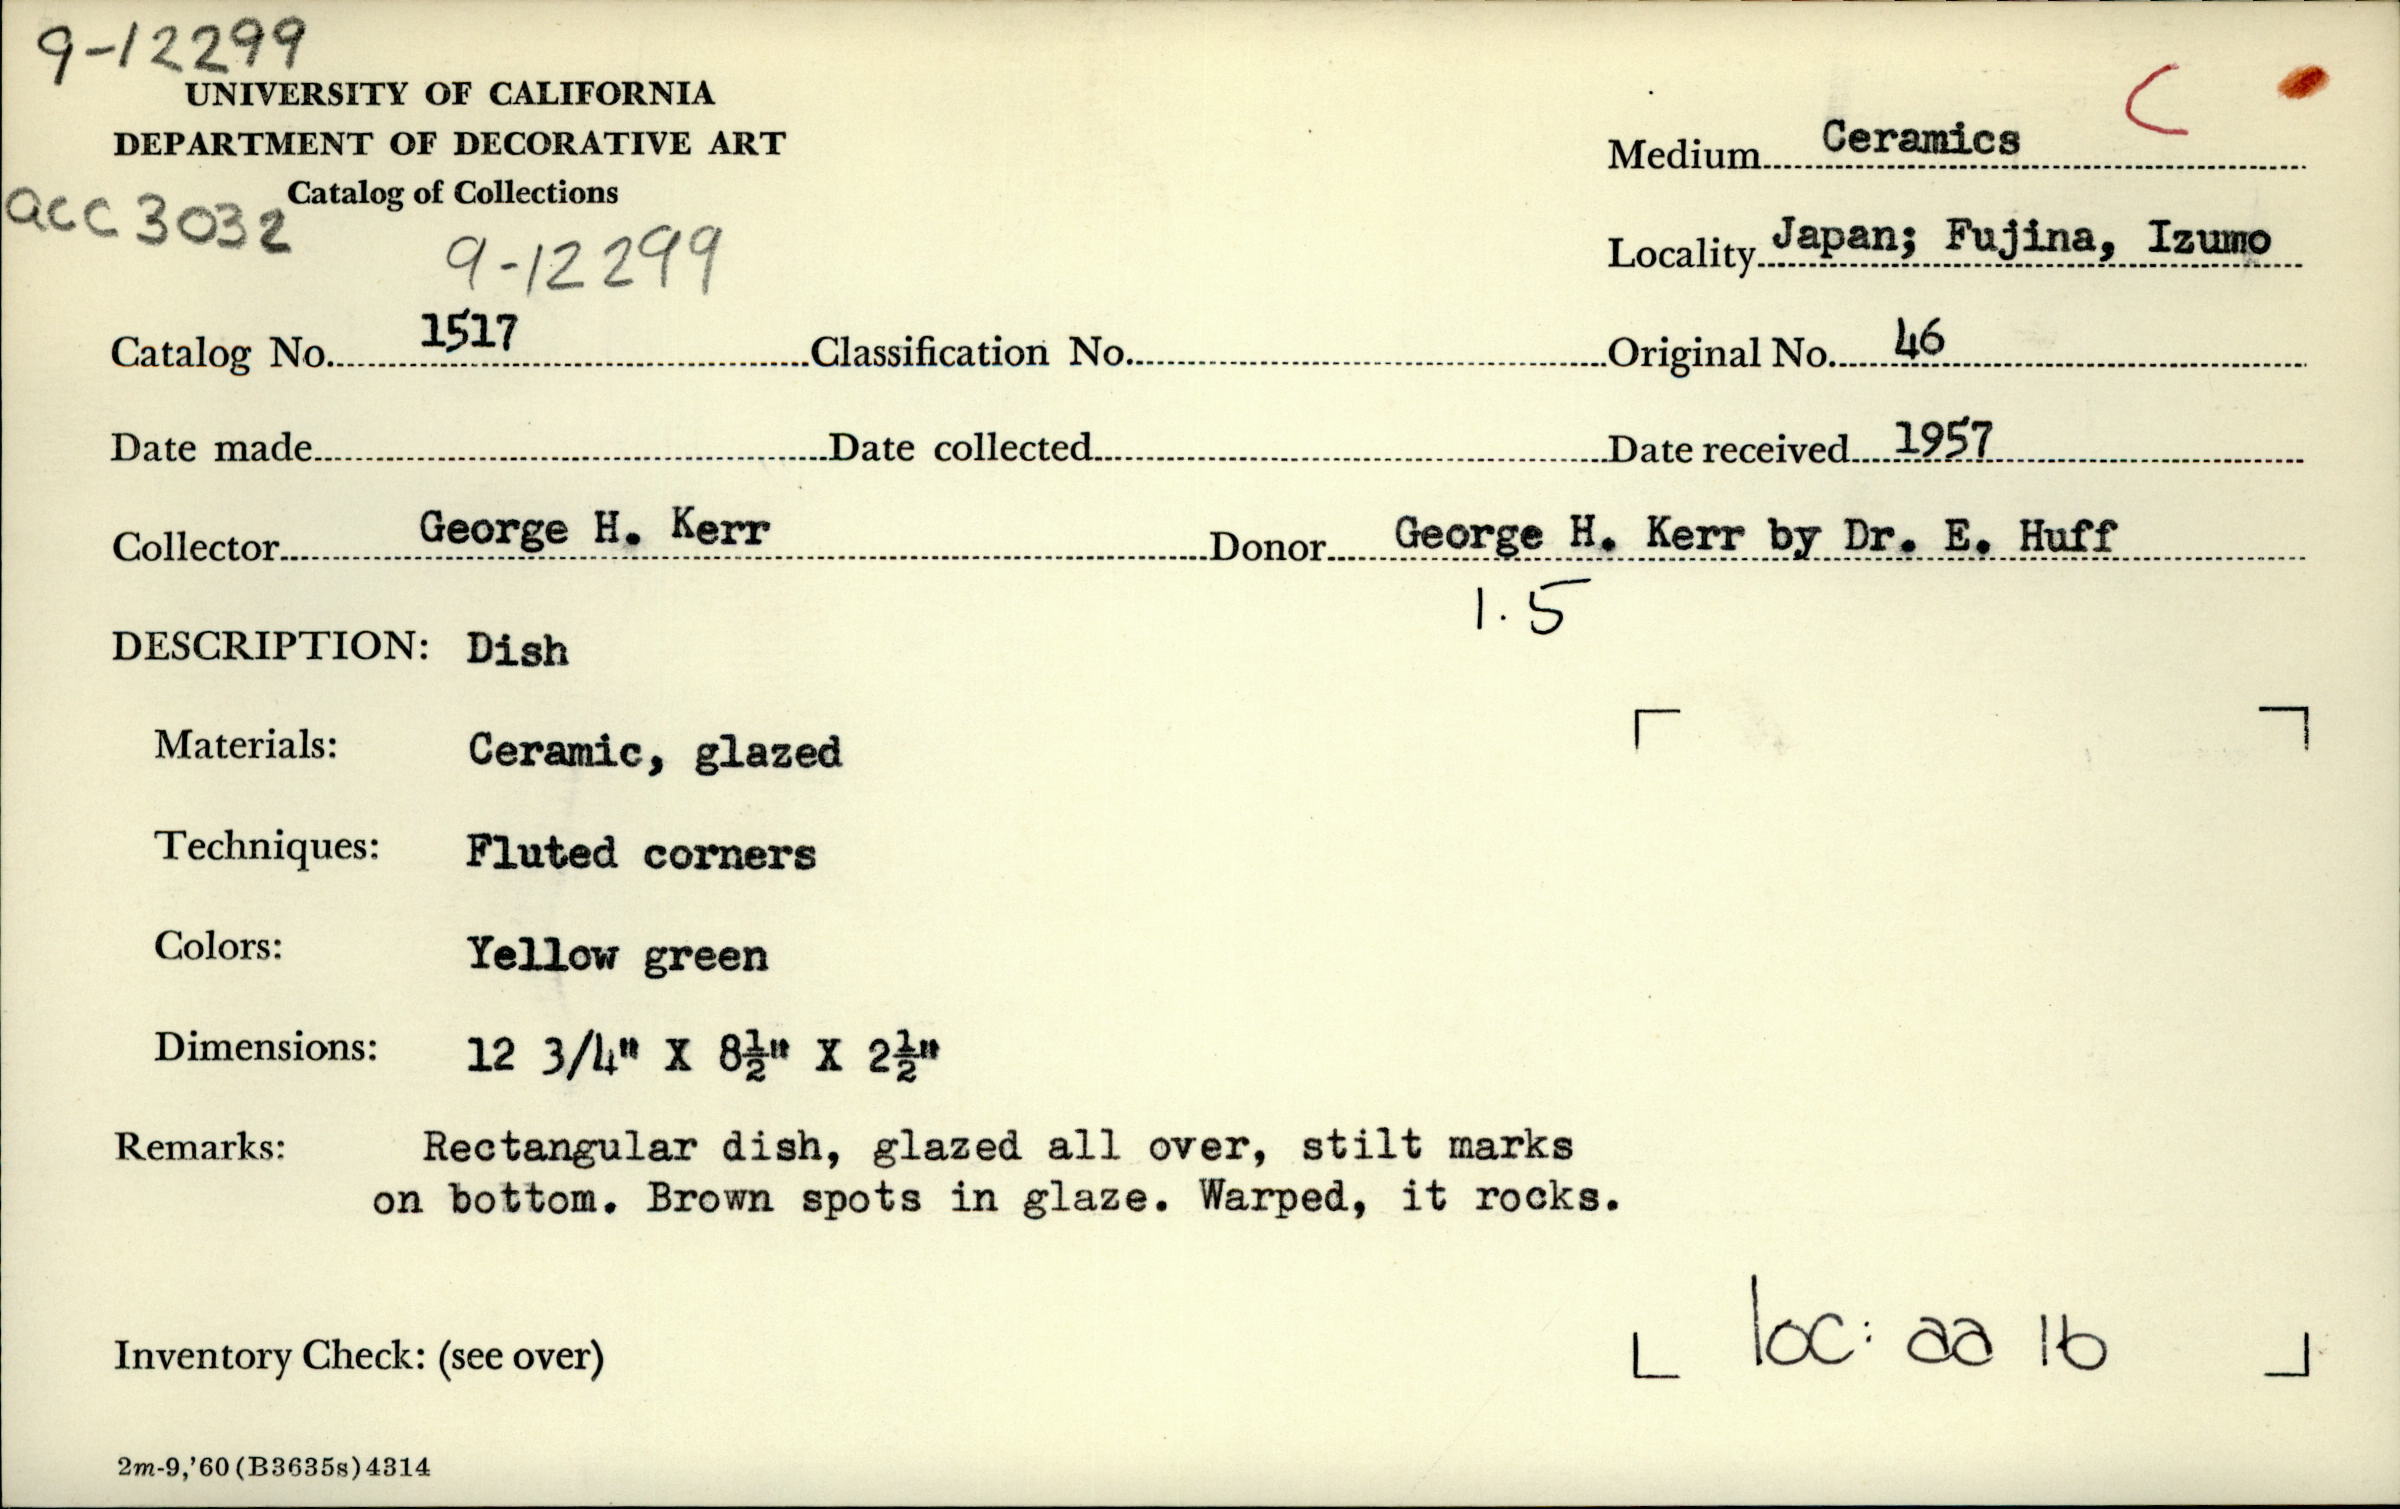 9-12299
UNIVERSITY OF CALIFORNIA
DEPARTMENT OF DECORATIVE ART
Catalog of Collections
acc 3032
9-12299
C
Medium Ceramics
Locality Japan; Fujina, Izumo
Catalog No. 1517 Classification No. Original No. 46
Date made Date collected Date received 1957
Collector George H. Kerr Donor George H. Kerr by Dr. E. Huff
1.5
DESCRIPTION: Dish
Materials: Ceramic, glazed
Techniques: Fluted corners
Colors: Yellow green
Dimensions: 12 3/4" X 8½" X 2½"
Remarks: Rectangular dish, glazed all over, stilt marks
on bottom. Brown spots in glaze. Warped, it rocks.
Inventory Check: (see over)
loc: aa 16
2m-9,'60(B3635s)4314